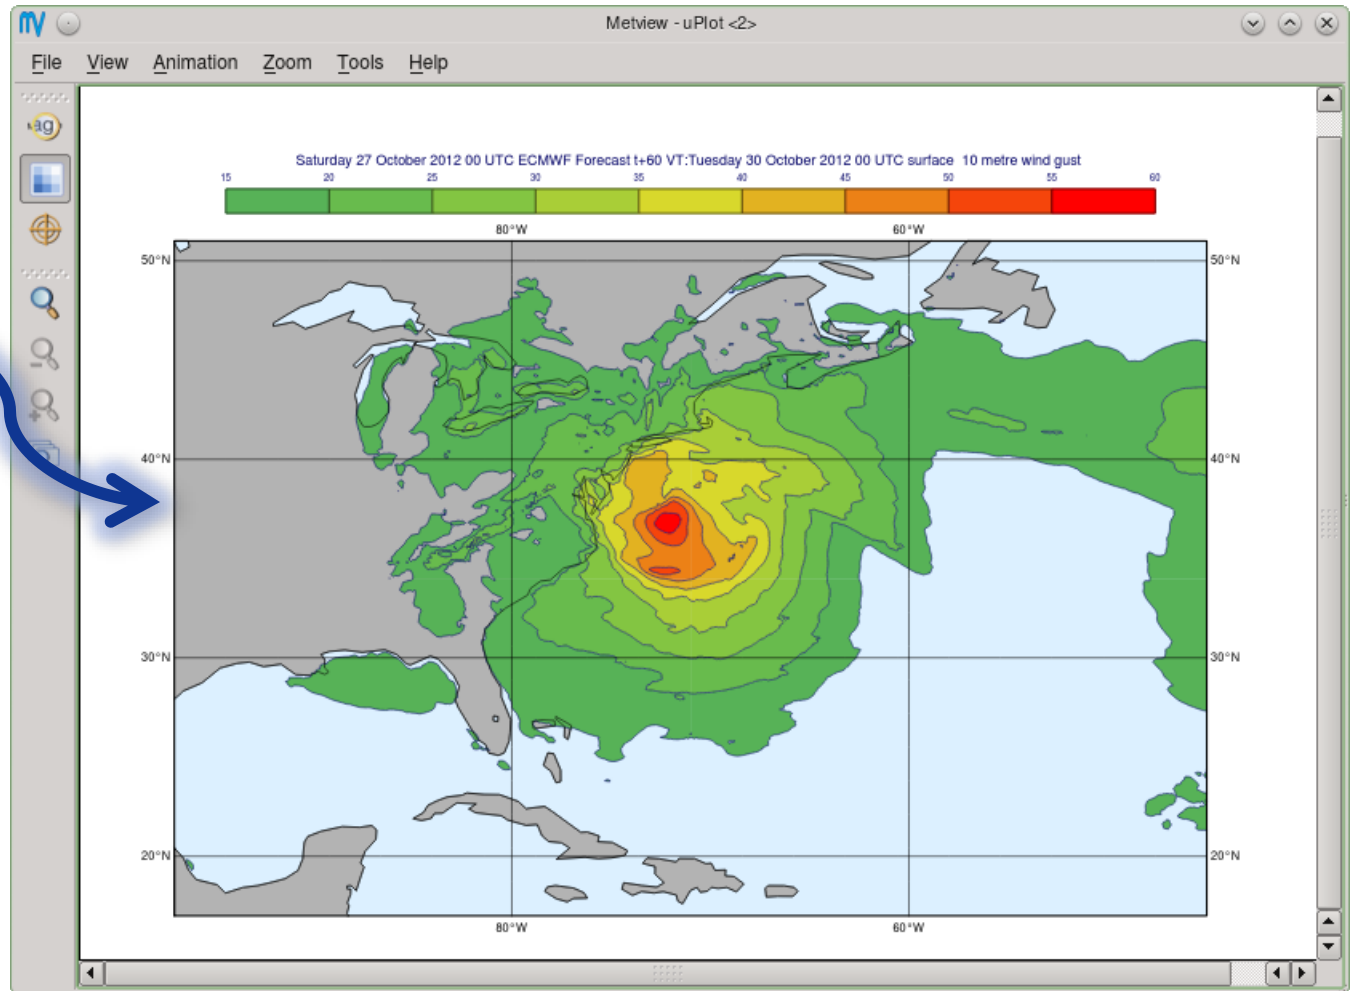 Metview - uPlot <2>
File View Animation Zoom Tools Help
Saturday 27 October 2012 00 UTC ECMWF Forecast t+60 VT:Tuesday 30 October 2012 00 UTC surface 10 metre wind gust
15 20 25 30 35 40 45 50 55 60
80°W 60°W
50°N 50°N
40°N 40°N
30°N 30°N
20°N 20°N
80°W 60°W